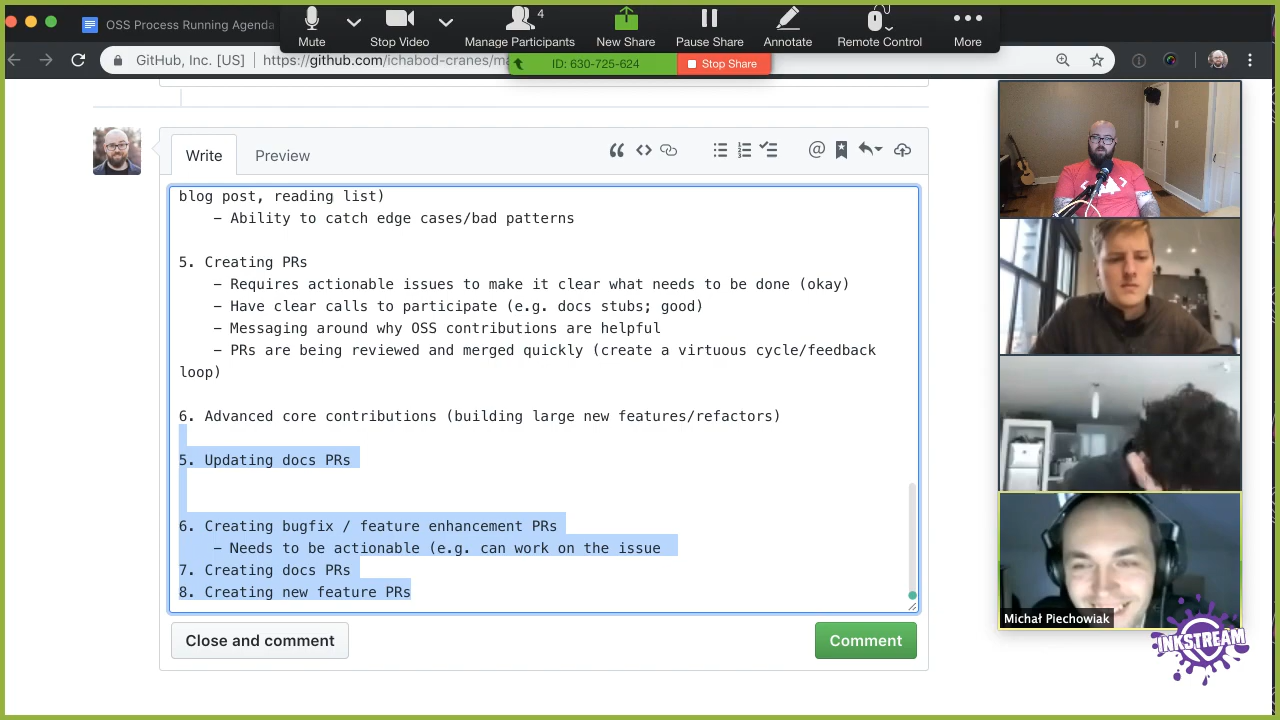 OSS Process Running Agenda
Mute
Stop Video
4
Manage Participants
New Share
Pause Share
Annotate
Remote Control
More
GitHub, Inc. [US]
https://github.com/ichabod-cranes/ma
ID: 630-725-624
Stop Share
Write
Preview
blog post, reading list)
– Ability to catch edge cases/bad patterns
5. Creating PRs
– Requires actionable issues to make it clear what needs to be done (okay)
– Have clear calls to participate (e.g. docs stubs; good)
– Messaging around why OSS contributions are helpful
– PRs are being reviewed and merged quickly (create a virtuous cycle/feedback
loop)
6. Advanced core contributions (building large new features/refactors)
5. Updating docs PRs
6. Creating bugfix / feature enhancement PRs
– Needs to be actionable (e.g. can work on the issue
7. Creating docs PRs
8. Creating new feature PRs
Close and comment
Comment
Michał Piechowiak
INKSTREAM